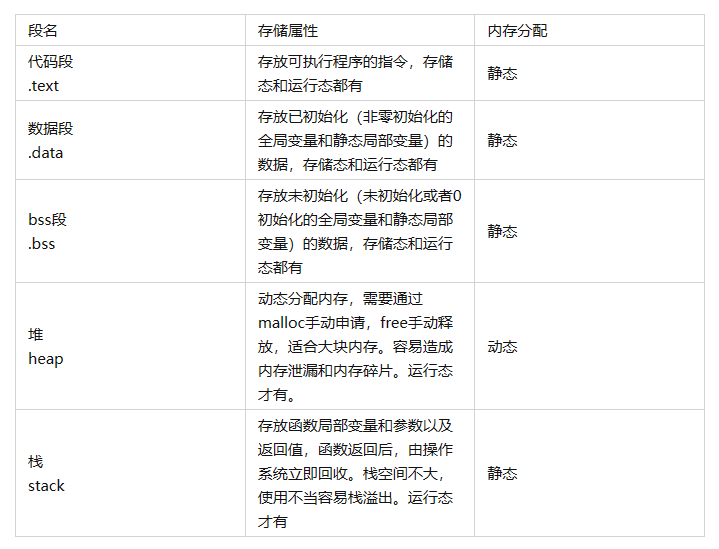 段名
存储属性
内存分配
代码段
.text
存放可执行程序的指令，存储
态和运行态都有
静态
数据段
.data
存放已初始化（非零初始化的
全局变量和静态局部变量）的
数据，存储态和运行态都有
静态
bss段
.bss
存放未初始化（未初始化或者0
初始化的全局变量和静态局部
变量）的数据，存储态和运行
态都有
静态
堆
heap
动态分配内存，需要通过
malloc手动申请，free手动释
放，适合大块内存。容易造成
内存泄漏和内存碎片。运行态
才有。
动态
栈
stack
存放函数局部变量和参数以及
返回值，函数返回后，由操作
系统立即回收。栈空间不大，
使用不当容易栈溢出。运行态
才有
静态